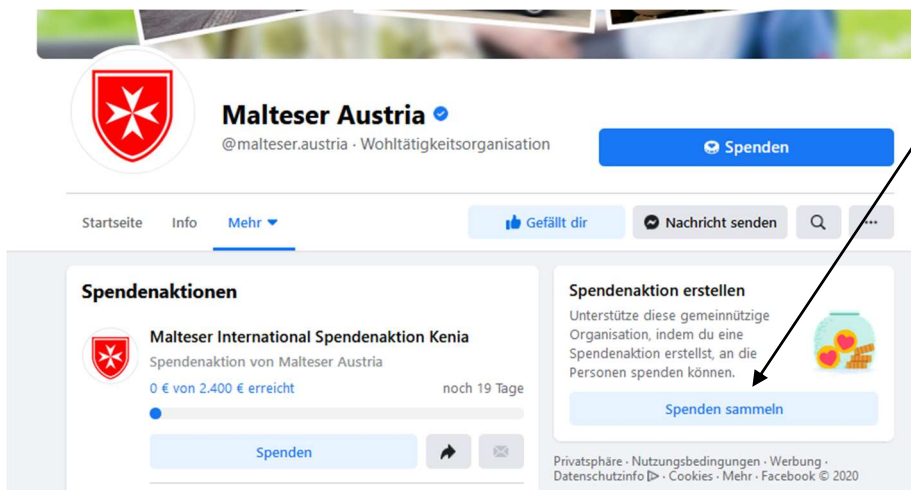 Malteser Austria
@malteser.austria · Wohltätigkeitsorganisation
Spenden
Startseite Info Mehr
Gefällt dir Nachricht senden ...
Spendenaktionen
Malteser International Spendenaktion Kenia
Spendenaktion von Malteser Austria
0 € von 2.400 € erreicht noch 19 Tage
Spenden
Spendenaktion erstellen
Unterstütze diese gemeinnützige
Organisation, indem du eine
Spendenaktion erstellst, an die
Personen spenden können.
Spenden sammeln
Privatsphäre · Nutzungsbedingungen · Werbung ·
Datenschutzinfo · Cookies · Mehr · Facebook © 2020